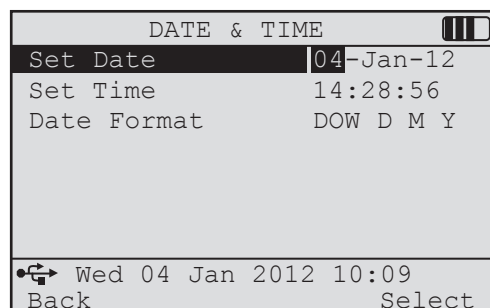 DATE & TIME
Set Date 04-Jan-12
Set Time 14:28:56
Date Format DOW D M Y
Wed 04 Jan 2012 10:09
Back Select